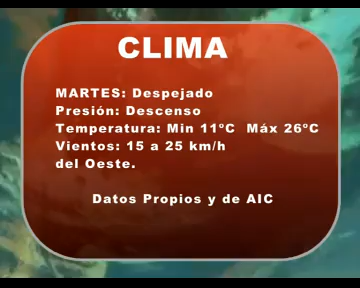 CLIMA
MARTES: Despejado
Presión: Descenso
Temperatura: Min 11ºC Máx 26ºC
Vientos: 15 a 25 km/h
del Oeste.
Datos Propios y de AIC